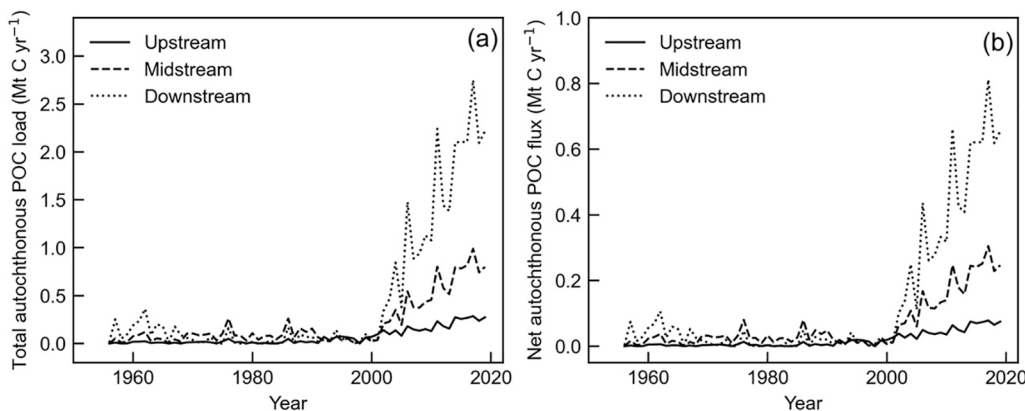 (a)
Upstream
Midstream
Downstream
Total autochthonous POC load (Mt C yr⁻¹)
3.0
2.5
2.0
1.5
1.0
0.5
0.0
1960 1980 2000 2020
Year
(b)
Upstream
Midstream
Downstream
Net autochthonous POC flux (Mt C yr⁻¹)
1.0
0.8
0.6
0.4
0.2
0.0
1960 1980 2000 2020
Year